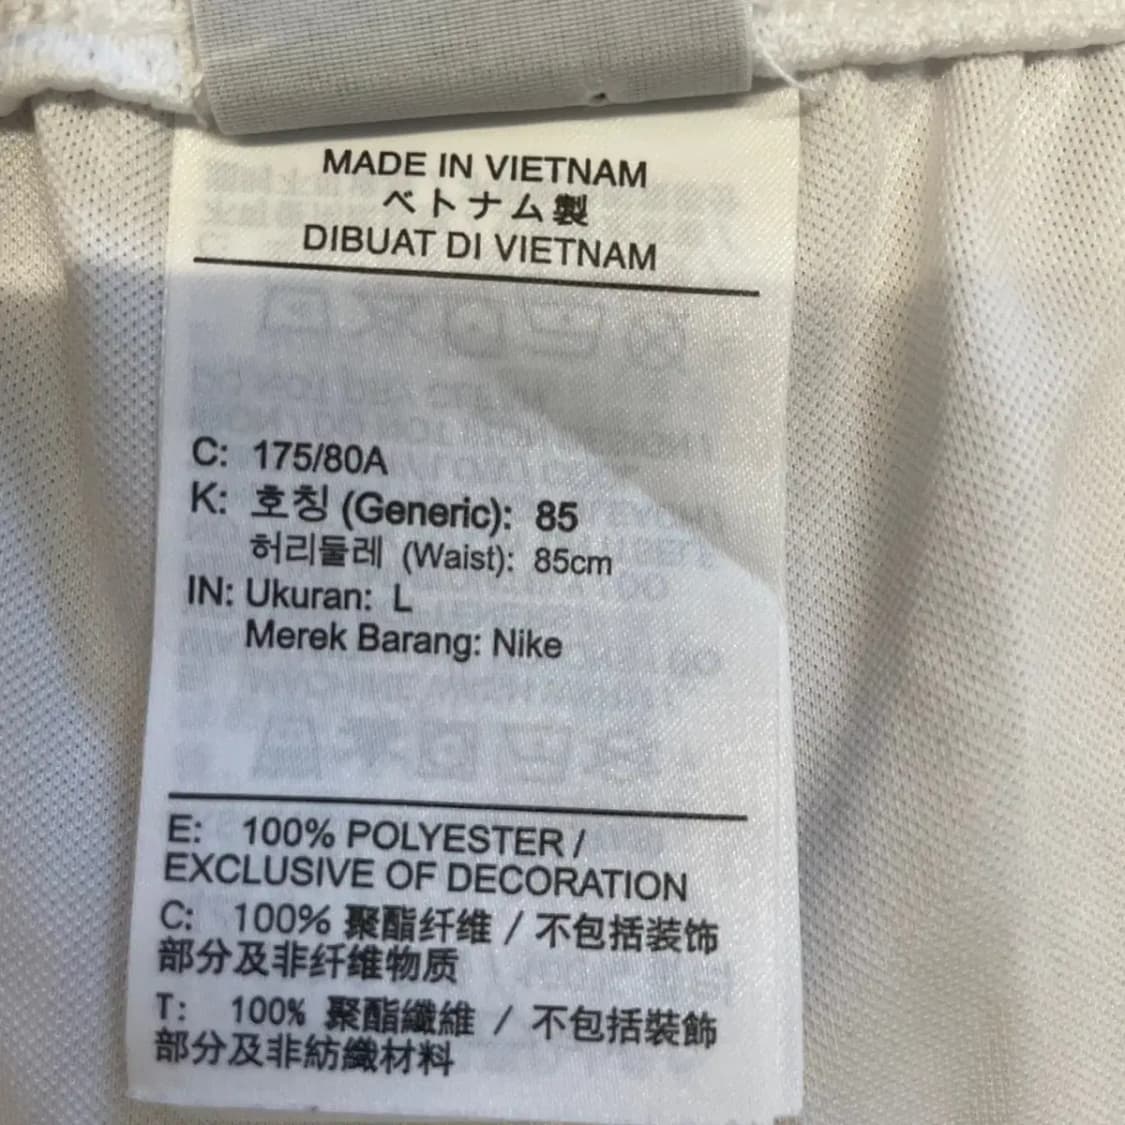 MADE IN VIETNAM
ベトナム製
DIBUAT DI VIETNAM
C: 175/80A
K: 호칭 (Generic): 85
허리둘레 (Waist): 85cm
IN: Ukuran: L
Merek Barang: Nike
E: 100% POLYESTER /
EXCLUSIVE OF DECORATION
C: 100% 聚酯纤维 / 不包括装饰
部分及非纤维物质
T: 100% 聚酯纖維 / 不包括裝飾
部分及非紡織材料